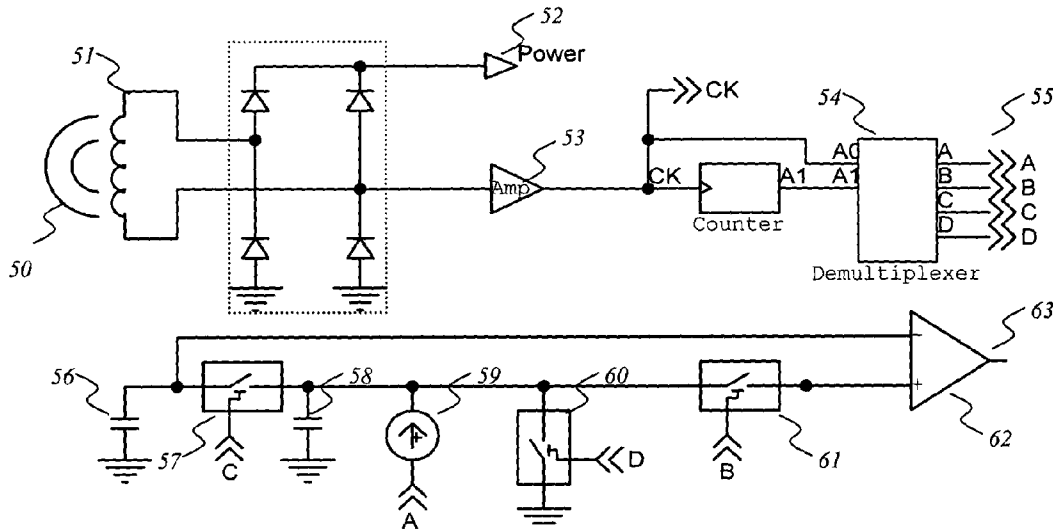 52
Power
51
CK
54
55
53
Amp
CK
A1
Counter
A0
A1
A
B
C
D
A
B
C
D
Demultiplexer
50
63
56
58
59
60
57
C
A
D
B
61
62
-
+
+